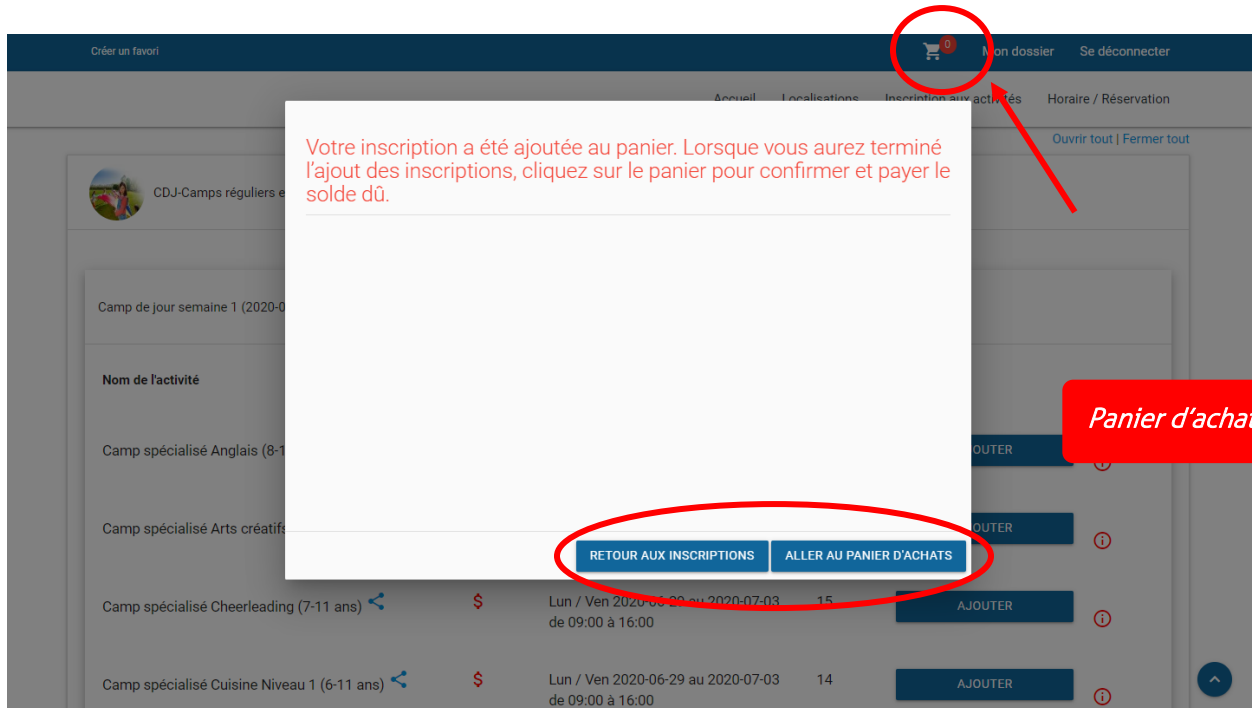 Créer un favori
0
Mon dossier
Se déconnecter
Accueil
Localisations
Inscription aux activités
Horaire / Réservation
Ouvrir tout | Fermer tout
CDJ-Camps réguliers e
Votre inscription a été ajoutée au panier. Lorsque vous aurez terminé
l'ajout des inscriptions, cliquez sur le panier pour confirmer et payer le
solde dû.
Camp de jour semaine 1 (2020-0
Nom de l'activité
Panier d'achat
Camp spécialisé Anglais (8-1
OUTER
Camp spécialisé Arts créatifs
OUTER
RETOUR AUX INSCRIPTIONS
ALLER AU PANIER D'ACHATS
Camp spécialisé Cheerleading (7-11 ans)
$
Lun / Ven 2020-06-29 au 2020-07-03
de 09:00 à 16:00
15
AJOUTER
Camp spécialisé Cuisine Niveau 1 (6-11 ans)
$
Lun / Ven 2020-06-29 au 2020-07-03
de 09:00 à 16:00
14
AJOUTER